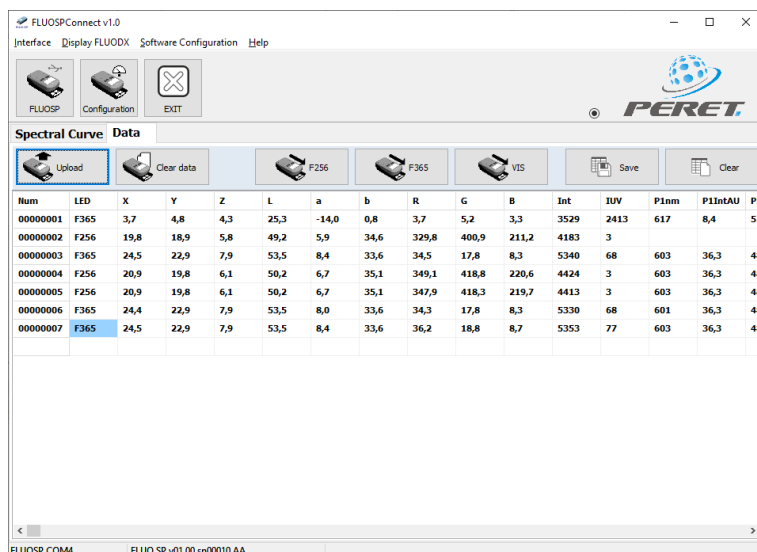 FLUOSPConnect v1.0
Interface Display FLUODX Software Configuration Help
FLUOSP Configuration EXIT
PERET.
Spectral Curve Data
Upload Clear data F256 F365 VIS Save Clear
Num LED X Y Z L a b R G B Int IUV P1nm P1IntAU
00000001 F365 3,7 4,8 4,3 25,3 -14,0 0,8 3,7 5,2 3,3 3529 2413 617 8,4
00000002 F256 19,8 18,9 5,8 49,2 5,9 34,6 329,8 400,9 211,2 4183 3
00000003 F365 24,5 22,9 7,9 53,5 8,4 33,6 34,5 17,8 8,3 5340 68 603 36,3
00000004 F256 20,9 19,8 6,1 50,2 6,7 35,1 349,1 418,8 220,6 4424 3 603 36,3
00000005 F256 20,9 19,8 6,1 50,2 6,7 35,1 347,9 418,3 219,7 4413 3 603 36,3
00000006 F365 24,4 22,9 7,9 53,5 8,0 33,6 34,3 17,8 8,3 5330 68 601 36,3
00000007 F365 24,5 22,9 7,9 53,5 8,4 33,6 36,2 18,8 8,7 5353 77 603 36,3
FLUOSP COM4 FLUO SP v01.00 sn00010 AA